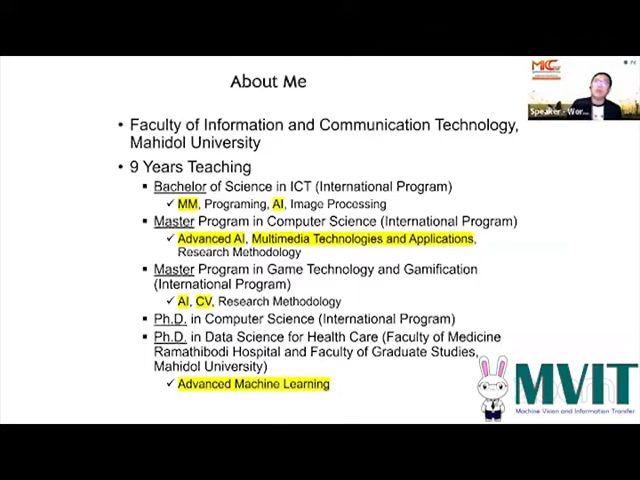 About Me
MKC
Speaker - Wor...
• Faculty of Information and Communication Technology,
Mahidol University
• 9 Years Teaching
▪ Bachelor of Science in ICT (International Program)
✓ MM, Programing, AI, Image Processing
▪ Master Program in Computer Science (International Program)
✓ Advanced AI, Multimedia Technologies and Applications,
Research Methodology
▪ Master Program in Game Technology and Gamification
(International Program)
✓ AI, CV, Research Methodology
▪ Ph.D. in Computer Science (International Program)
▪ Ph.D. in Data Science for Health Care (Faculty of Medicine
Ramathibodi Hospital and Faculty of Graduate Studies,
Mahidol University)
✓ Advanced Machine Learning
MVIT
Machine Vision and Information Transfer